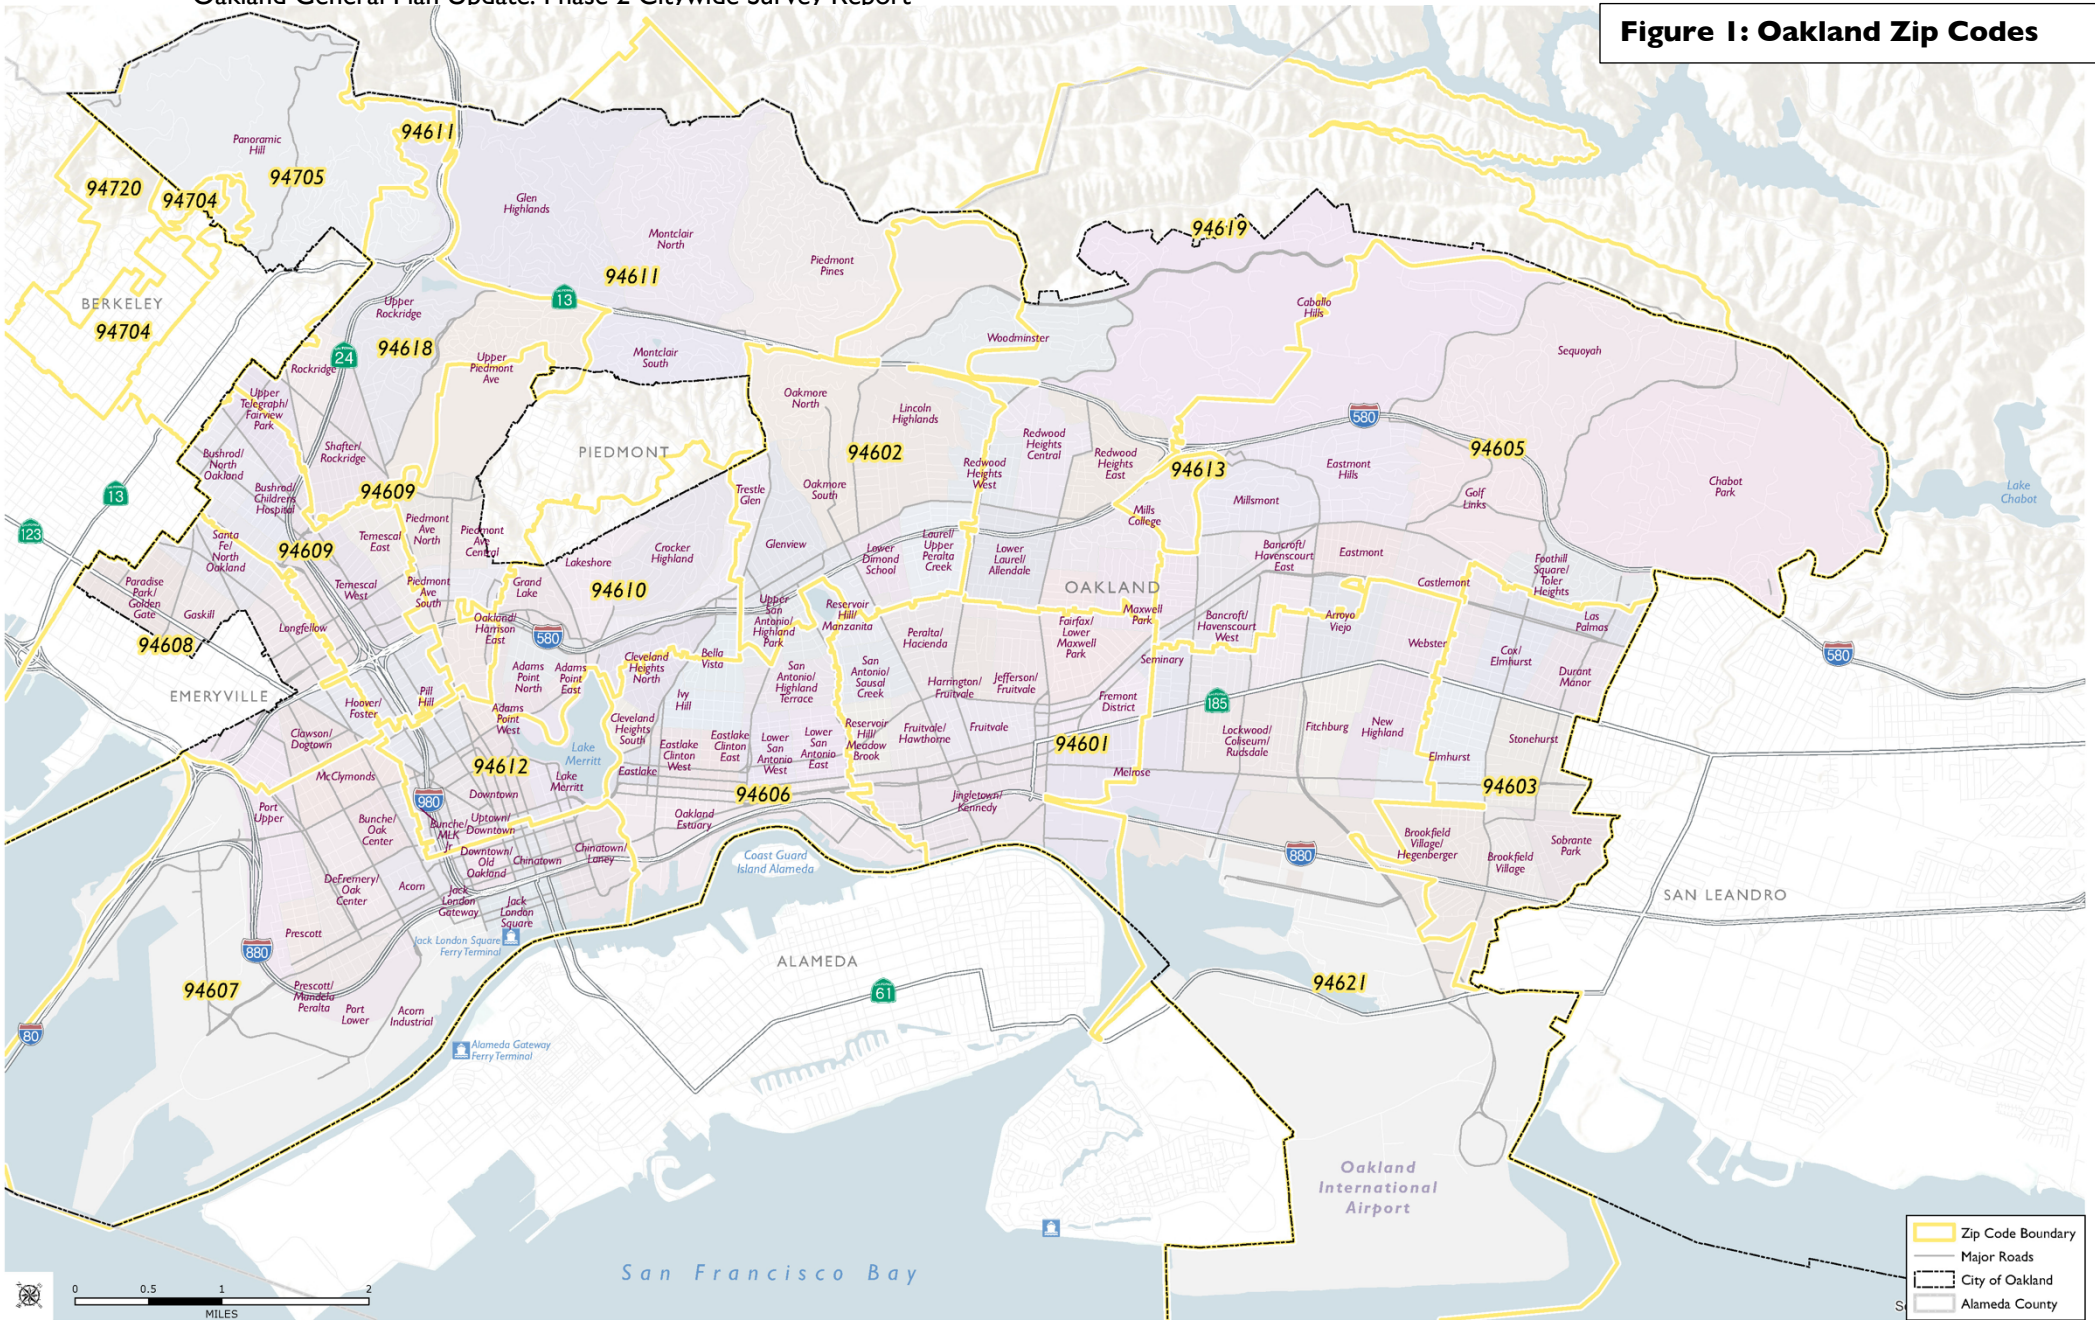 Oakland General Plan Update: Phase 2 Citywide Survey Report
Figure 1: Oakland Zip Codes
94611
Panoramic
Hill
94705
94720
94704
Glen
Highlands
Montclair
North
94611
Piedmont
Pines
94619
BERKELEY
94704
Upper
Rockridge
CALIFORNIA
13
Caballo
Hills
Woodminster
94618
CALIFORNIA
24
Rockridge
Upper
Piedmont
Ave
Montclair
South
Sequoyah
Upper
Telegraph/
Fairview
Park
Oakmore
North
Lincoln
Highlands
580
Shafter/
Rockridge
PIEDMONT
94602
Redwood
Heights
Central
Redwood
Heights
East
94605
Bushrod/
North
Oakland
Redwood
Heights
West
94613
Eastmont
Hills
Bushrod/
Childrens
Hospital
94609
Trestle
Glen
Oakmore
South
Millsmont
Golf
Links
Chabot
Park
Lake
Chabot
13
123
Mills
College
Piedmont
Ave
North
Piedmont
Ave
Central
Temescal
East
Santa
Fe/
North
Oakland
94609
Crocker
Highland
Lakeshore
Glenview
Lower
Dimond
School
Laurel/
Upper
Peralta
Creek
Lower
Laurel/
Allendale
Bancroft/
Havenscourt
East
Eastmont
Foothill
Square/
Toler
Heights
Paradise
Park/
Golden
Gate
Gaskill
Temescal
West
Piedmont
Ave
South
Grand
Lake
94610
OAKLAND
Castlemont
Upper
San
Antonio/
Highland
Park
Reservoir
Hill/
Manzanita
Maxwell
Park
Bancroft/
Havenscourt
West
Arroyo
Viejo
Las
Palmas
94608
Longfellow
Oakland/
Harrison
East
580
Peralta/
Hacienda
Fairfax/
Lower
Maxwell
Park
Webster
Cox/
Elmhurst
580
EMERYVILLE
Adams
Point
North
Adams
Point
East
Cleveland
Heights
North
Bella
Vista
San
Antonio/
Highland
Terrace
San
Antonio/
Sausal
Creek
Seminary
Durant
Manor
Hoover/
Foster
Pill
Hill
Ivy
Hill
Harrington/
Fruitvale
Jefferson/
Fruitvale
Fremont
District
185
Adams
Point
West
Cleveland
Heights
South
Clawson/
Dogtown
Lake
Merritt
Eastlake
Clinton
West
Eastlake
Clinton
East
Lower
San
Antonio
West
Lower
San
Antonio
East
Reservoir
Hill/
Meadow
Brook
Fruitvale/
Hawthorne
Fruitvale
94601
Lockwood/
Coliseum/
Rudsdale
Fitchburg
New
Highland
Stonehurst
McClymonds
94612
Eastlake
Lake
Merritt
Melrose
Elmhurst
94603
Downtown
980
94606
Port
Upper
Jingletown/
Kennedy
Bunche/
Oak
Center
Bunche/
MLK
Jr
Uptown/
Downtown
Oakland
Estuary
Brookfield
Village/
Hegenberger
Brookfield
Village
Sobrante
Park
Downtown/
Old
Oakland
Chinatown
Chinatown/
Laney
Coast Guard
Island Alameda
880
DeFremery/
Oak
Center
Acorn
Jack
London
Gateway
Jack
London
Square
SAN LEANDRO
Prescott
Jack London Square
Ferry Terminal
880
ALAMEDA
94607
Prescott/
Mandela
Peralta
Port
Lower
Acorn
Industrial
61
94621
80
Alameda Gateway
Ferry Terminal
Oakland
International
Airport
San Francisco Bay
0 0.5 1 2
MILES
Zip Code Boundary
Major Roads
City of Oakland
Alameda County